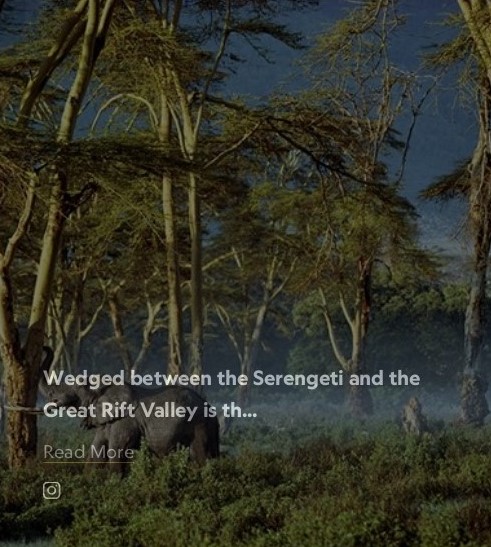 Wedged between the Serengeti and the
Great Rift Valley is th...
Read More